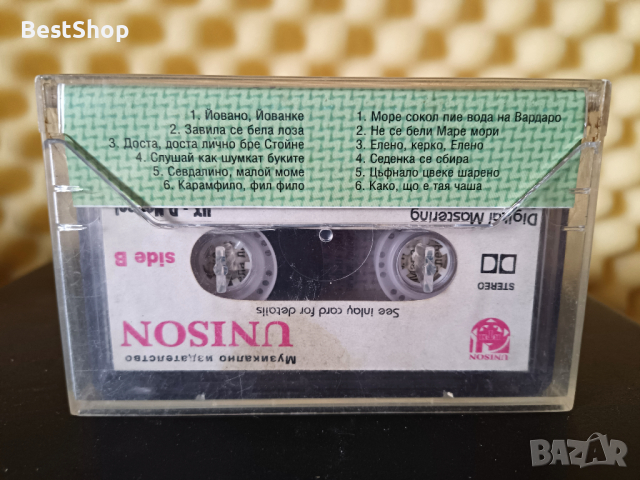 BestShop
1. Йовано, Йованке
2. Завила се бела лоза
3. Доста, доста лично бре Стойне
4. Слушай как шумкат буките
5. Севдалино, малой моме
6. Карамфило, фил фило
1. Море сокол пие вода на Вардаро
2. Не се бели Маре мори
3. Елено, керко, Елено
4. Седенка се сбира
5. Цъфнало цвеке шарено
6. Како, що е тая чаша
Digital Mastering
side B
STEREO
See inlay card for details
UNISON
UNISON
Музикално издателство
BAZAR